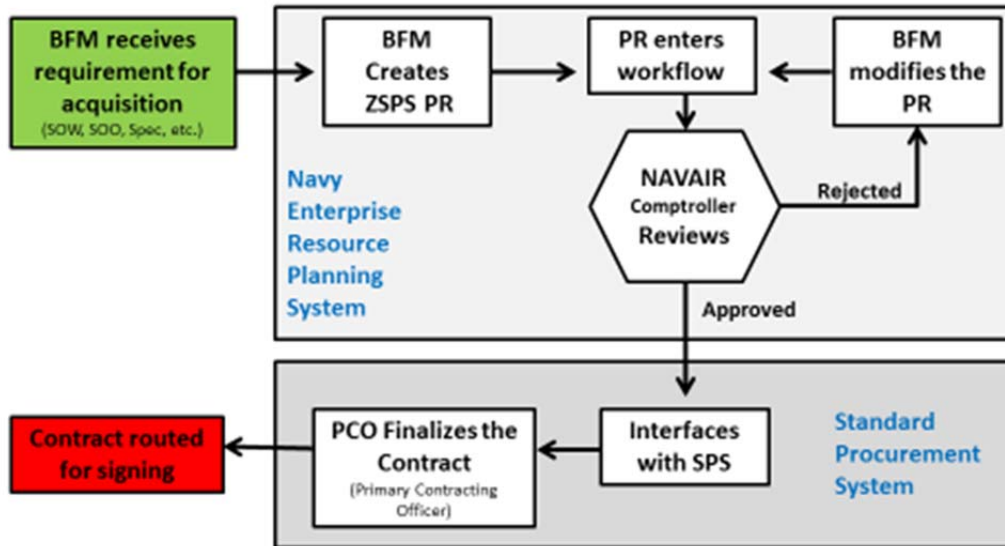 BFM receives
requirement for
acquisition
(SOW, SOO, Spec, etc.)
BFM
Creates
ZSPS PR
PR enters
workflow
BFM
modifies the
PR
Navy
Enterprise
Resource
Planning
System
NAVAIR
Comptroller
Reviews
Rejected
Approved
Contract routed
for signing
PCO Finalizes the
Contract
(Primary Contracting
Officer)
Interfaces
with SPS
Standard
Procurement
System